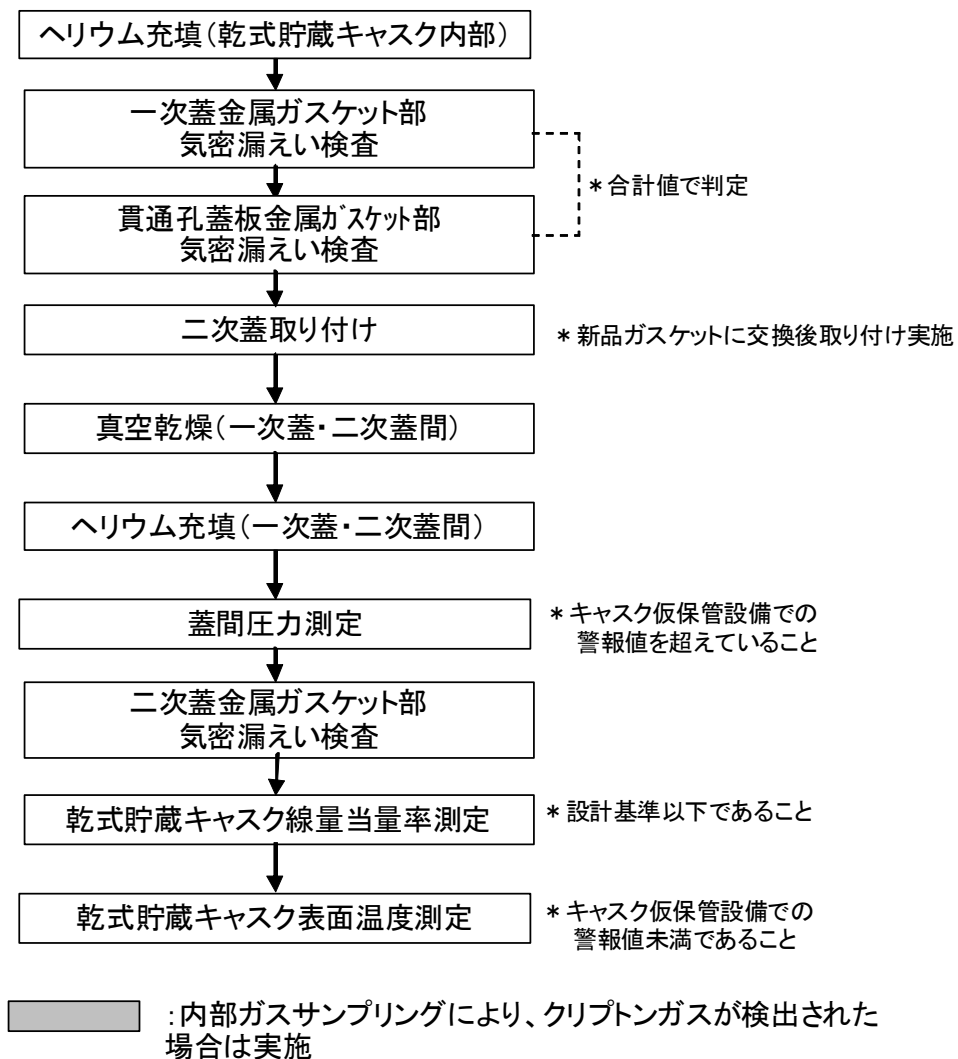 ヘリウム充填（乾式貯蔵キャスク内部）
一次蓋金属ガスケット部
気密漏えい検査
＊合計値で判定
貫通孔蓋板金属ｶﾞｽｹｯﾄ部
気密漏えい検査
二次蓋取り付け
＊新品ガスケットに交換後取り付け実施
真空乾燥（一次蓋・二次蓋間）
ヘリウム充填（一次蓋・二次蓋間）
蓋間圧力測定
＊キャスク仮保管設備での
警報値を超えていること
二次蓋金属ガスケット部
気密漏えい検査
乾式貯蔵キャスク線量当量率測定
＊設計基準以下であること
乾式貯蔵キャスク表面温度測定
＊キャスク仮保管設備での
警報値未満であること
：内部ガスサンプリングにより、クリプトンガスが検出された
場合は実施